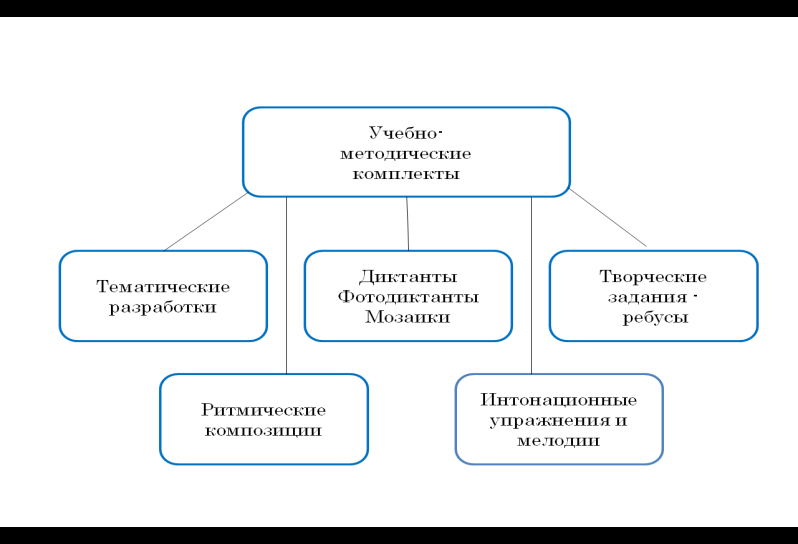 Учебно-
методические
комплекты
Тематические
разработки
Диктанты
Фотодиктанты
Мозаики
Творческие
задания -
ребусы
Ритмические
композиции
Интонационные
упражнения и
мелодии